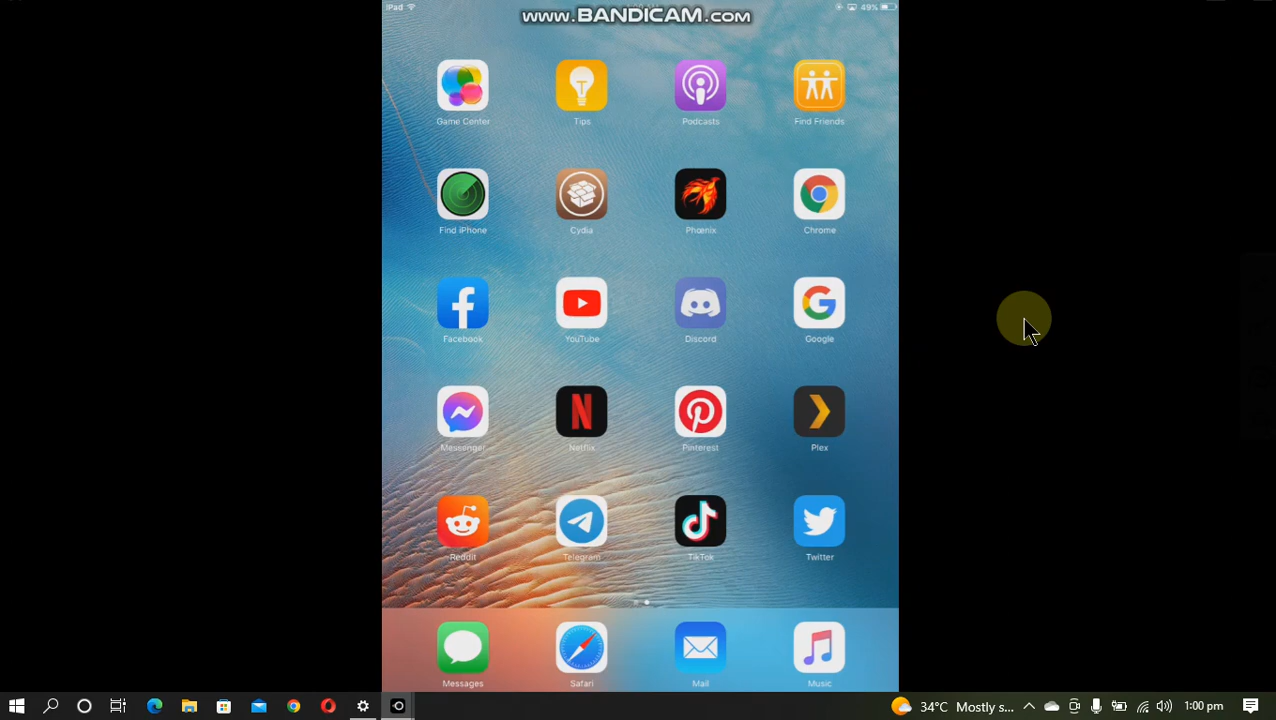 iPad
www.BANDICAM.com
49%
Game Center
Tips
Podcasts
Find Friends
Find iPhone
Cydia
Phœnix
Chrome
Facebook
YouTube
Discord
Google
Messenger
Netflix
Pinterest
Plex
Reddit
Telegram
TikTok
Twitter
Messages
Safari
Mail
Music
34°C Mostly s...
1:00 pm